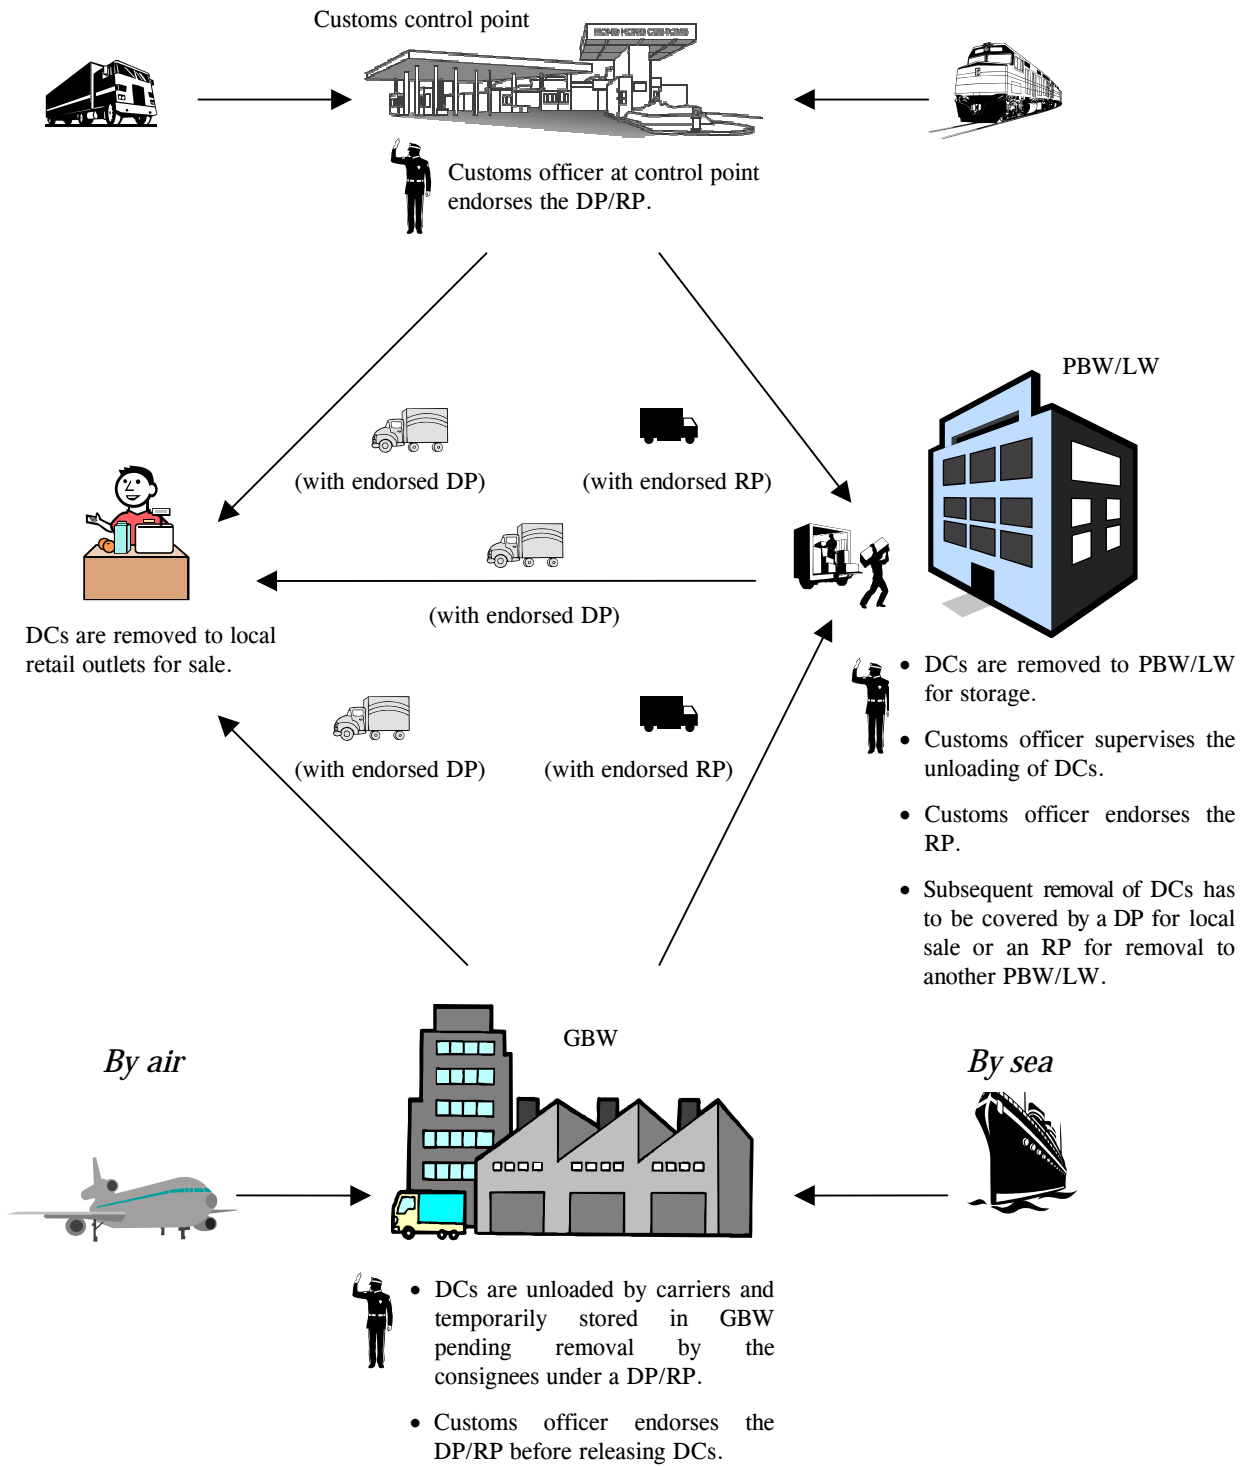 Customs control point
HONG KONG CUSTOMS
Customs officer at control point
endorses the DP/RP.
PBW/LW
(with endorsed DP)
(with endorsed RP)
(with endorsed DP)
DCs are removed to local
retail outlets for sale.
• DCs are removed to PBW/LW
for storage.
• Customs officer supervises the
unloading of DCs.
• Customs officer endorses the
RP.
• Subsequent removal of DCs has
to be covered by a DP for local
sale or an RP for removal to
another PBW/LW.
(with endorsed DP)
(with endorsed RP)
GBW
By air
By sea
• DCs are unloaded by carriers and
temporarily stored in GBW
pending removal by the
consignees under a DP/RP.
• Customs officer endorses the
DP/RP before releasing DCs.